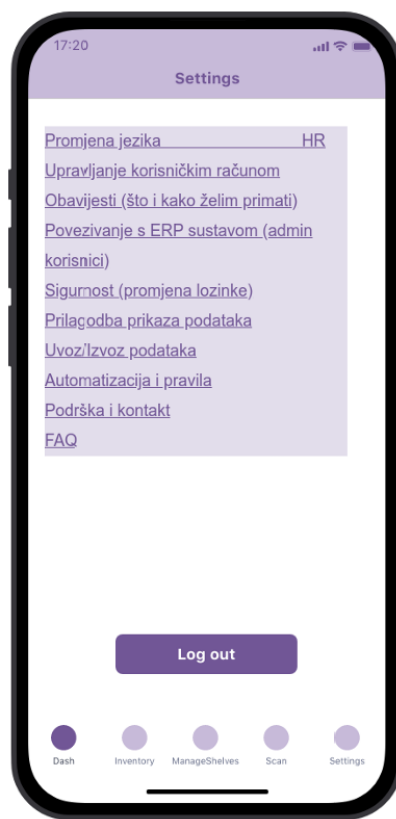 17:20
Settings
Promjena jezika HR
Upravljanje korisničkim računom
Obavijesti (što i kako želim primati)
Povezivanje s ERP sustavom (admin
korisnici)
Sigurnost (promjena lozinke)
Prilagodba prikaza podataka
Uvoz/Izvoz podataka
Automatizacija i pravila
Podrška i kontakt
FAQ
Log out
Dash Inventory ManageShelves Scan Settings